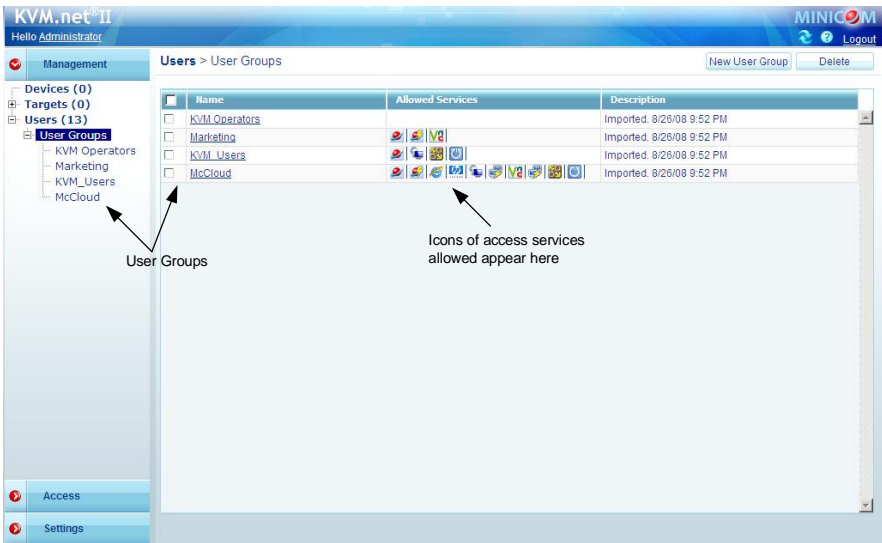 KVM.net®II
MINICOM
Hello Administrator
Logout
Management
Users > User Groups
New User Group
Delete
Devices (0)
Targets (0)
Users (13)
User Groups
KVM Operators
Marketing
KVM_Users
McCloud
Name Allowed Services Description
KVM Operators Imported. 8/26/08 9:52 PM
Marketing Imported. 8/26/08 9:52 PM
KVM_Users Imported. 8/26/08 9:52 PM
McCloud Imported. 8/26/08 9:52 PM
User Groups
Icons of access services
allowed appear here
Access
Settings